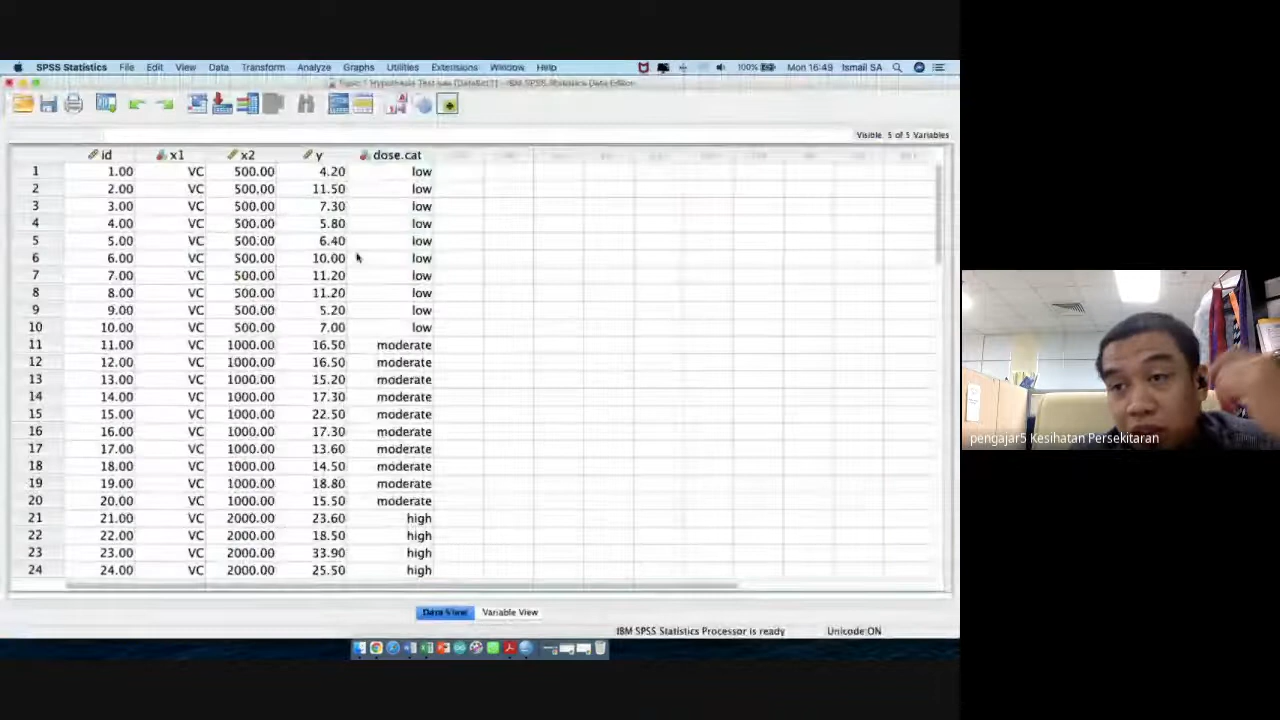 SPSS Statistics File Edit View Data Transform Analyze Graphs Utilities Extensions Window Help 100% Mon 16:49 Ismail SA
Hypothesis Test IBM SPSS Statistics Data Editor
Visible: 5 of 5 Variables
id x1 x2 y dose.cat
1 1.00 VC 500.00 4.20 low
2 2.00 VC 500.00 11.50 low
3 3.00 VC 500.00 7.30 low
4 4.00 VC 500.00 5.80 low
5 5.00 VC 500.00 6.40 low
6 6.00 VC 500.00 10.00 low
7 7.00 VC 500.00 11.20 low
8 8.00 VC 500.00 11.20 low
9 9.00 VC 500.00 5.20 low
10 10.00 VC 500.00 7.00 low
11 11.00 VC 1000.00 16.50 moderate
12 12.00 VC 1000.00 16.50 moderate
13 13.00 VC 1000.00 15.20 moderate
14 14.00 VC 1000.00 17.30 moderate
15 15.00 VC 1000.00 22.50 moderate
16 16.00 VC 1000.00 17.30 moderate
17 17.00 VC 1000.00 13.60 moderate
18 18.00 VC 1000.00 14.50 moderate
19 19.00 VC 1000.00 18.80 moderate
20 20.00 VC 1000.00 15.50 moderate
21 21.00 VC 2000.00 23.60 high
22 22.00 VC 2000.00 18.50 high
23 23.00 VC 2000.00 33.90 high
24 24.00 VC 2000.00 25.50 high
Data View Variable View
IBM SPSS Statistics Processor is ready Unicode:ON
pengajar5 Kesihatan Persekitaran